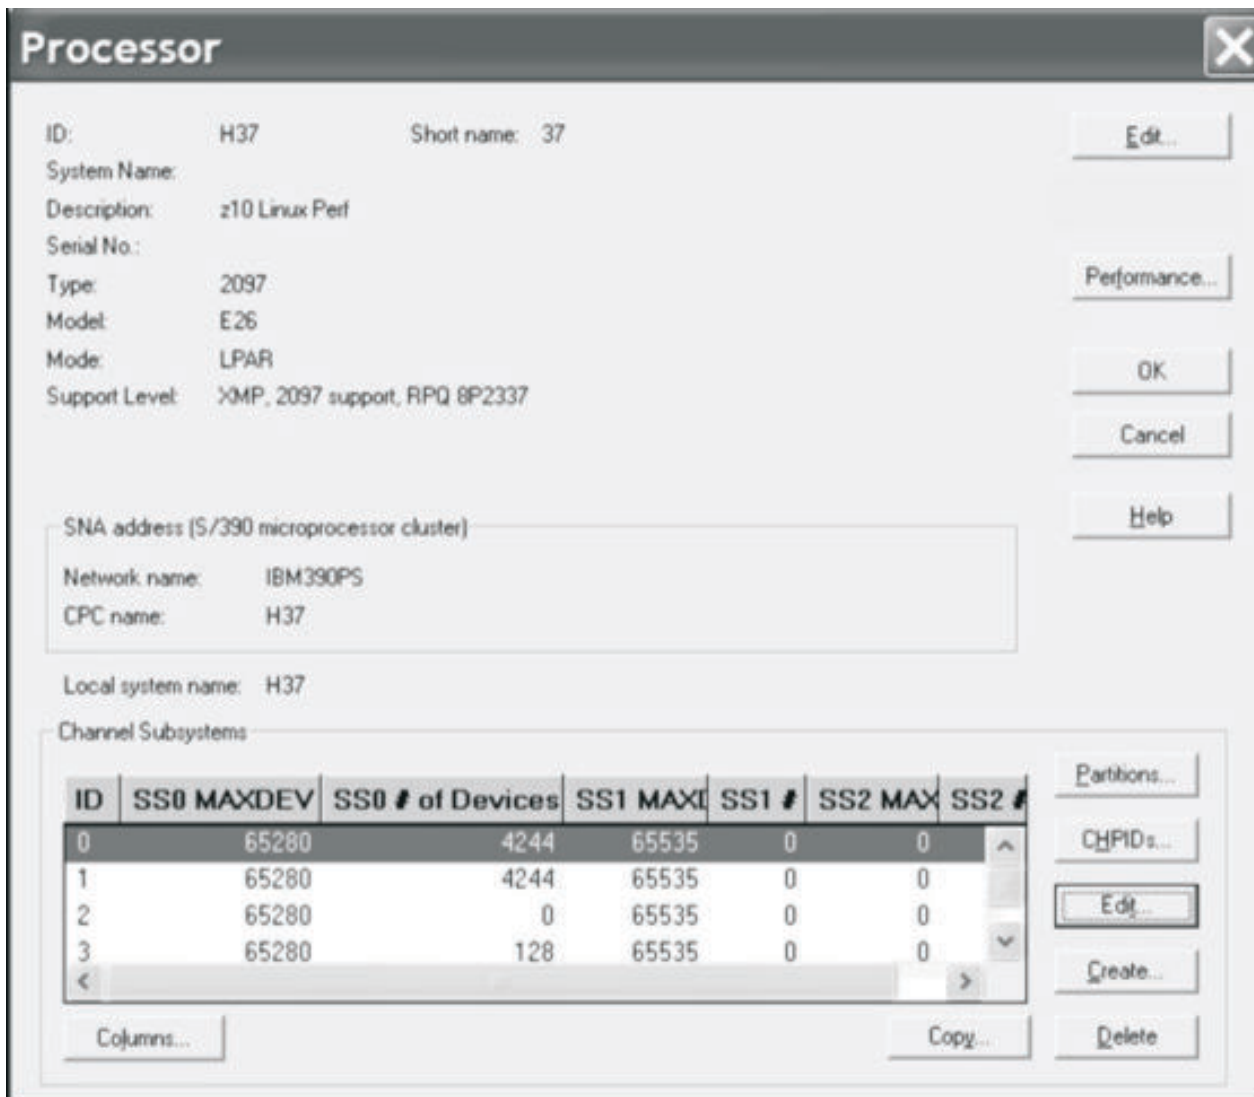 Processor
ID: H37 Short name: 37 Edit...
System Name:
Description: z10 Linux Perf
Serial No.:
Type: 2097 Performance...
Model: E26
Mode: LPAR OK
Support Level: XMP, 2097 support, RPQ 8P2337
Cancel
Help
SNA address (S/390 microprocessor cluster)
Network name: IBM390PS
CPC name: H37
Local system name: H37
Channel Subsystems
Partitions...
ID SS0 MAXDEV SS0 # of Devices SS1 MAXD SS1 # SS2 MAX SS2 #
0 65280 4244 65535 0 0 CHPIDs...
1 65280 4244 65535 0 0
2 65280 0 65535 0 0 Edit...
3 65280 128 65535 0 0
Create...
Columns... Copy... Delete